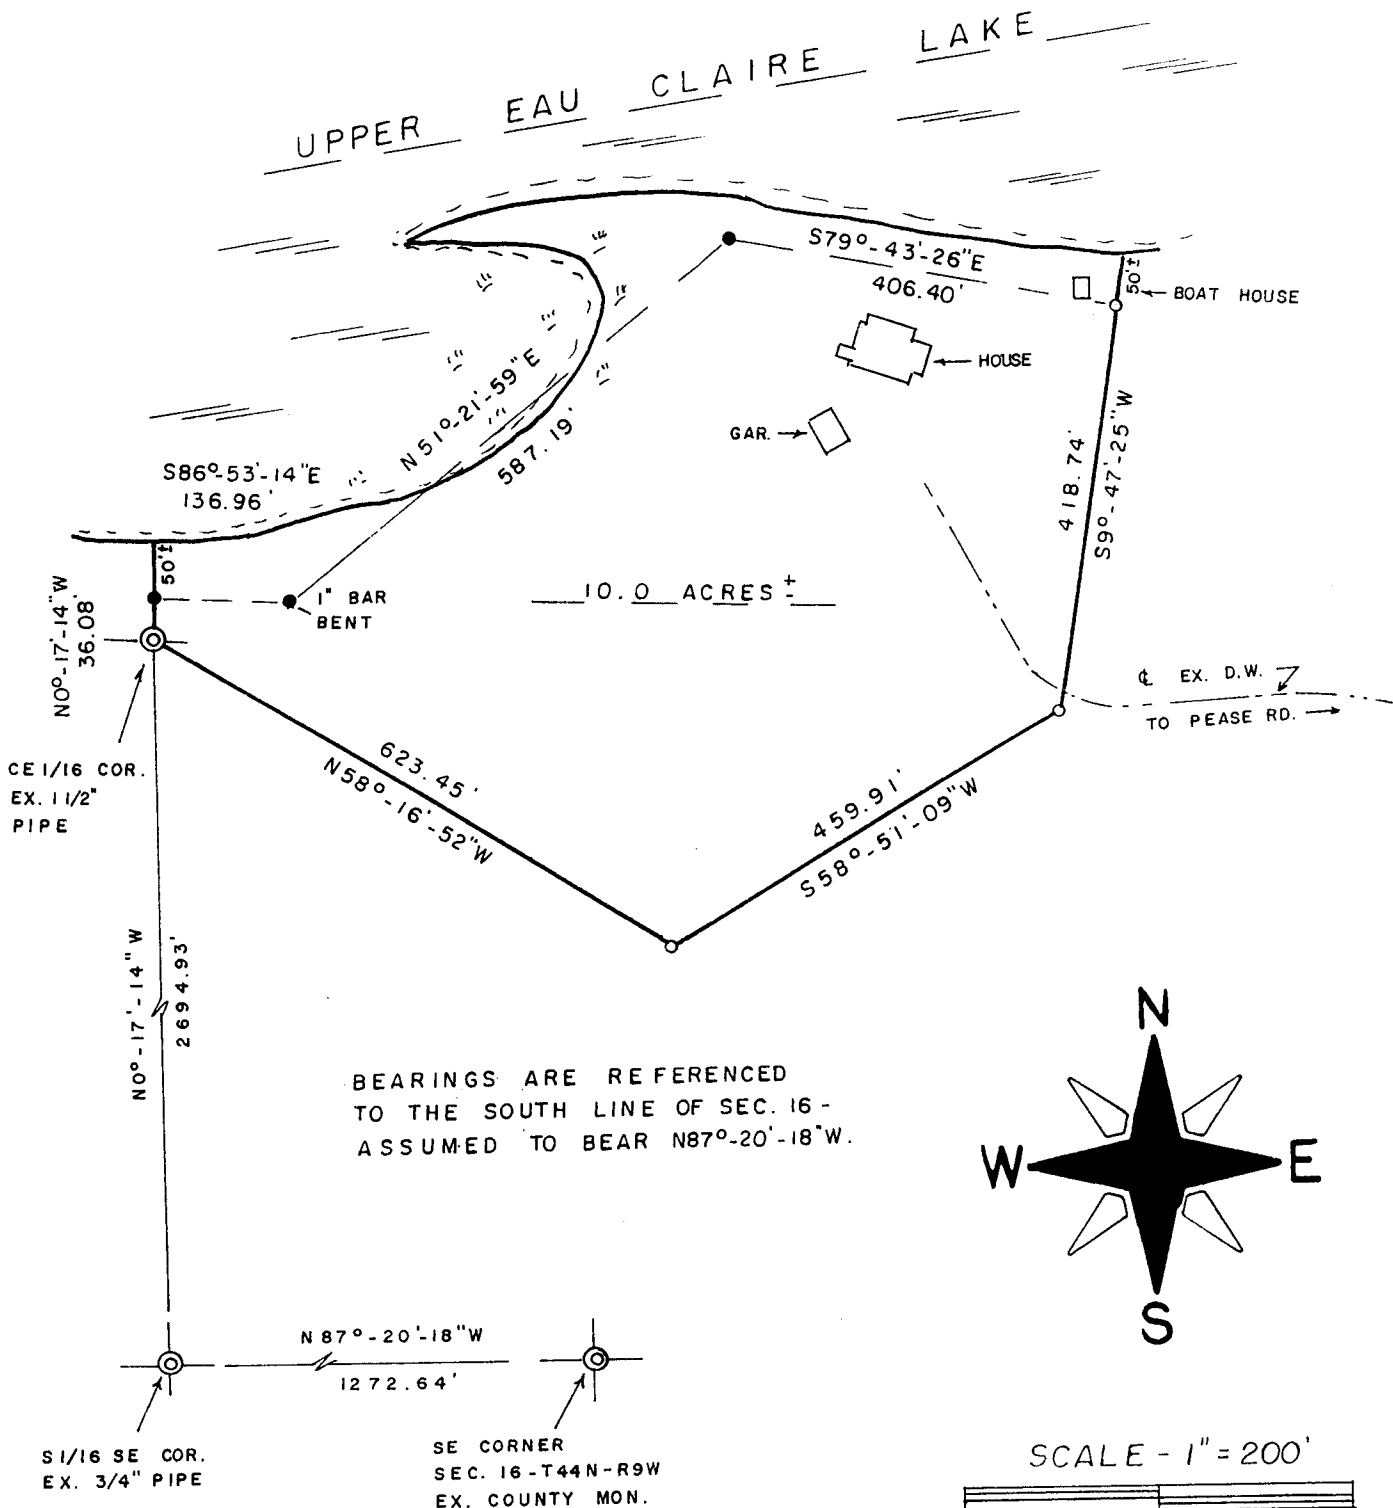 UPPER EAU CLAIRE LAKE
S79°-43'-26"E
406.40'
50'±
BOAT HOUSE
HOUSE
GAR.
N51°-21'-59"E
587.19'
S86°-53'-14"E
136.96'
50'±
1" BAR
BENT
10.0 ACRES ±
418.74'
S9°-47'-25"W
N0°-17'-14"W
36.08'
℄ EX. D.W.
TO PEASE RD.
CE 1/16 COR.
EX. 1 1/2"
PIPE
623.45'
N58°-16'-52"W
459.91'
S58°-51'-09"W
N0°-17'-14"W
2694.93'
BEARINGS ARE REFERENCED
TO THE SOUTH LINE OF SEC. 16 -
ASSUMED TO BEAR N87°-20'-18"W.
N
W
E
S
N87°-20'-18"W
1272.64'
S1/16 SE COR.
EX. 3/4" PIPE
SE CORNER
SEC. 16-T44N-R9W
EX. COUNTY MON.
SCALE - 1" = 200'